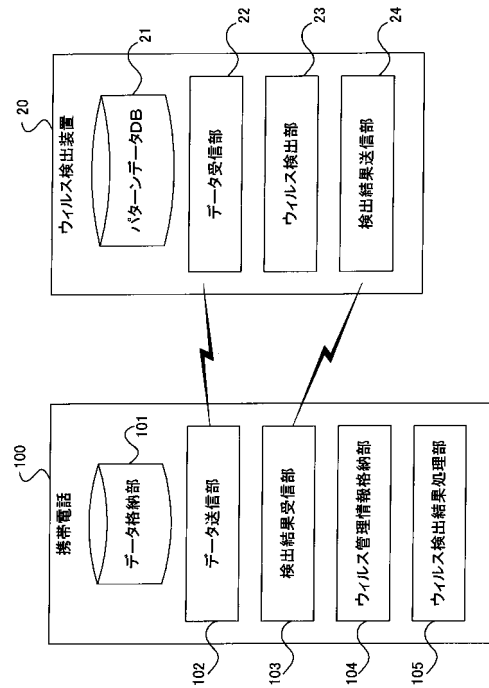 100
携帯電話
101
データ格納部
102
データ送信部
103
検出結果受信部
104
ウィルス管理情報格納部
105
ウィルス検出結果処理部
20
ウィルス検出装置
21
パターンデータDB
22
データ受信部
23
ウィルス検出部
24
検出結果送信部